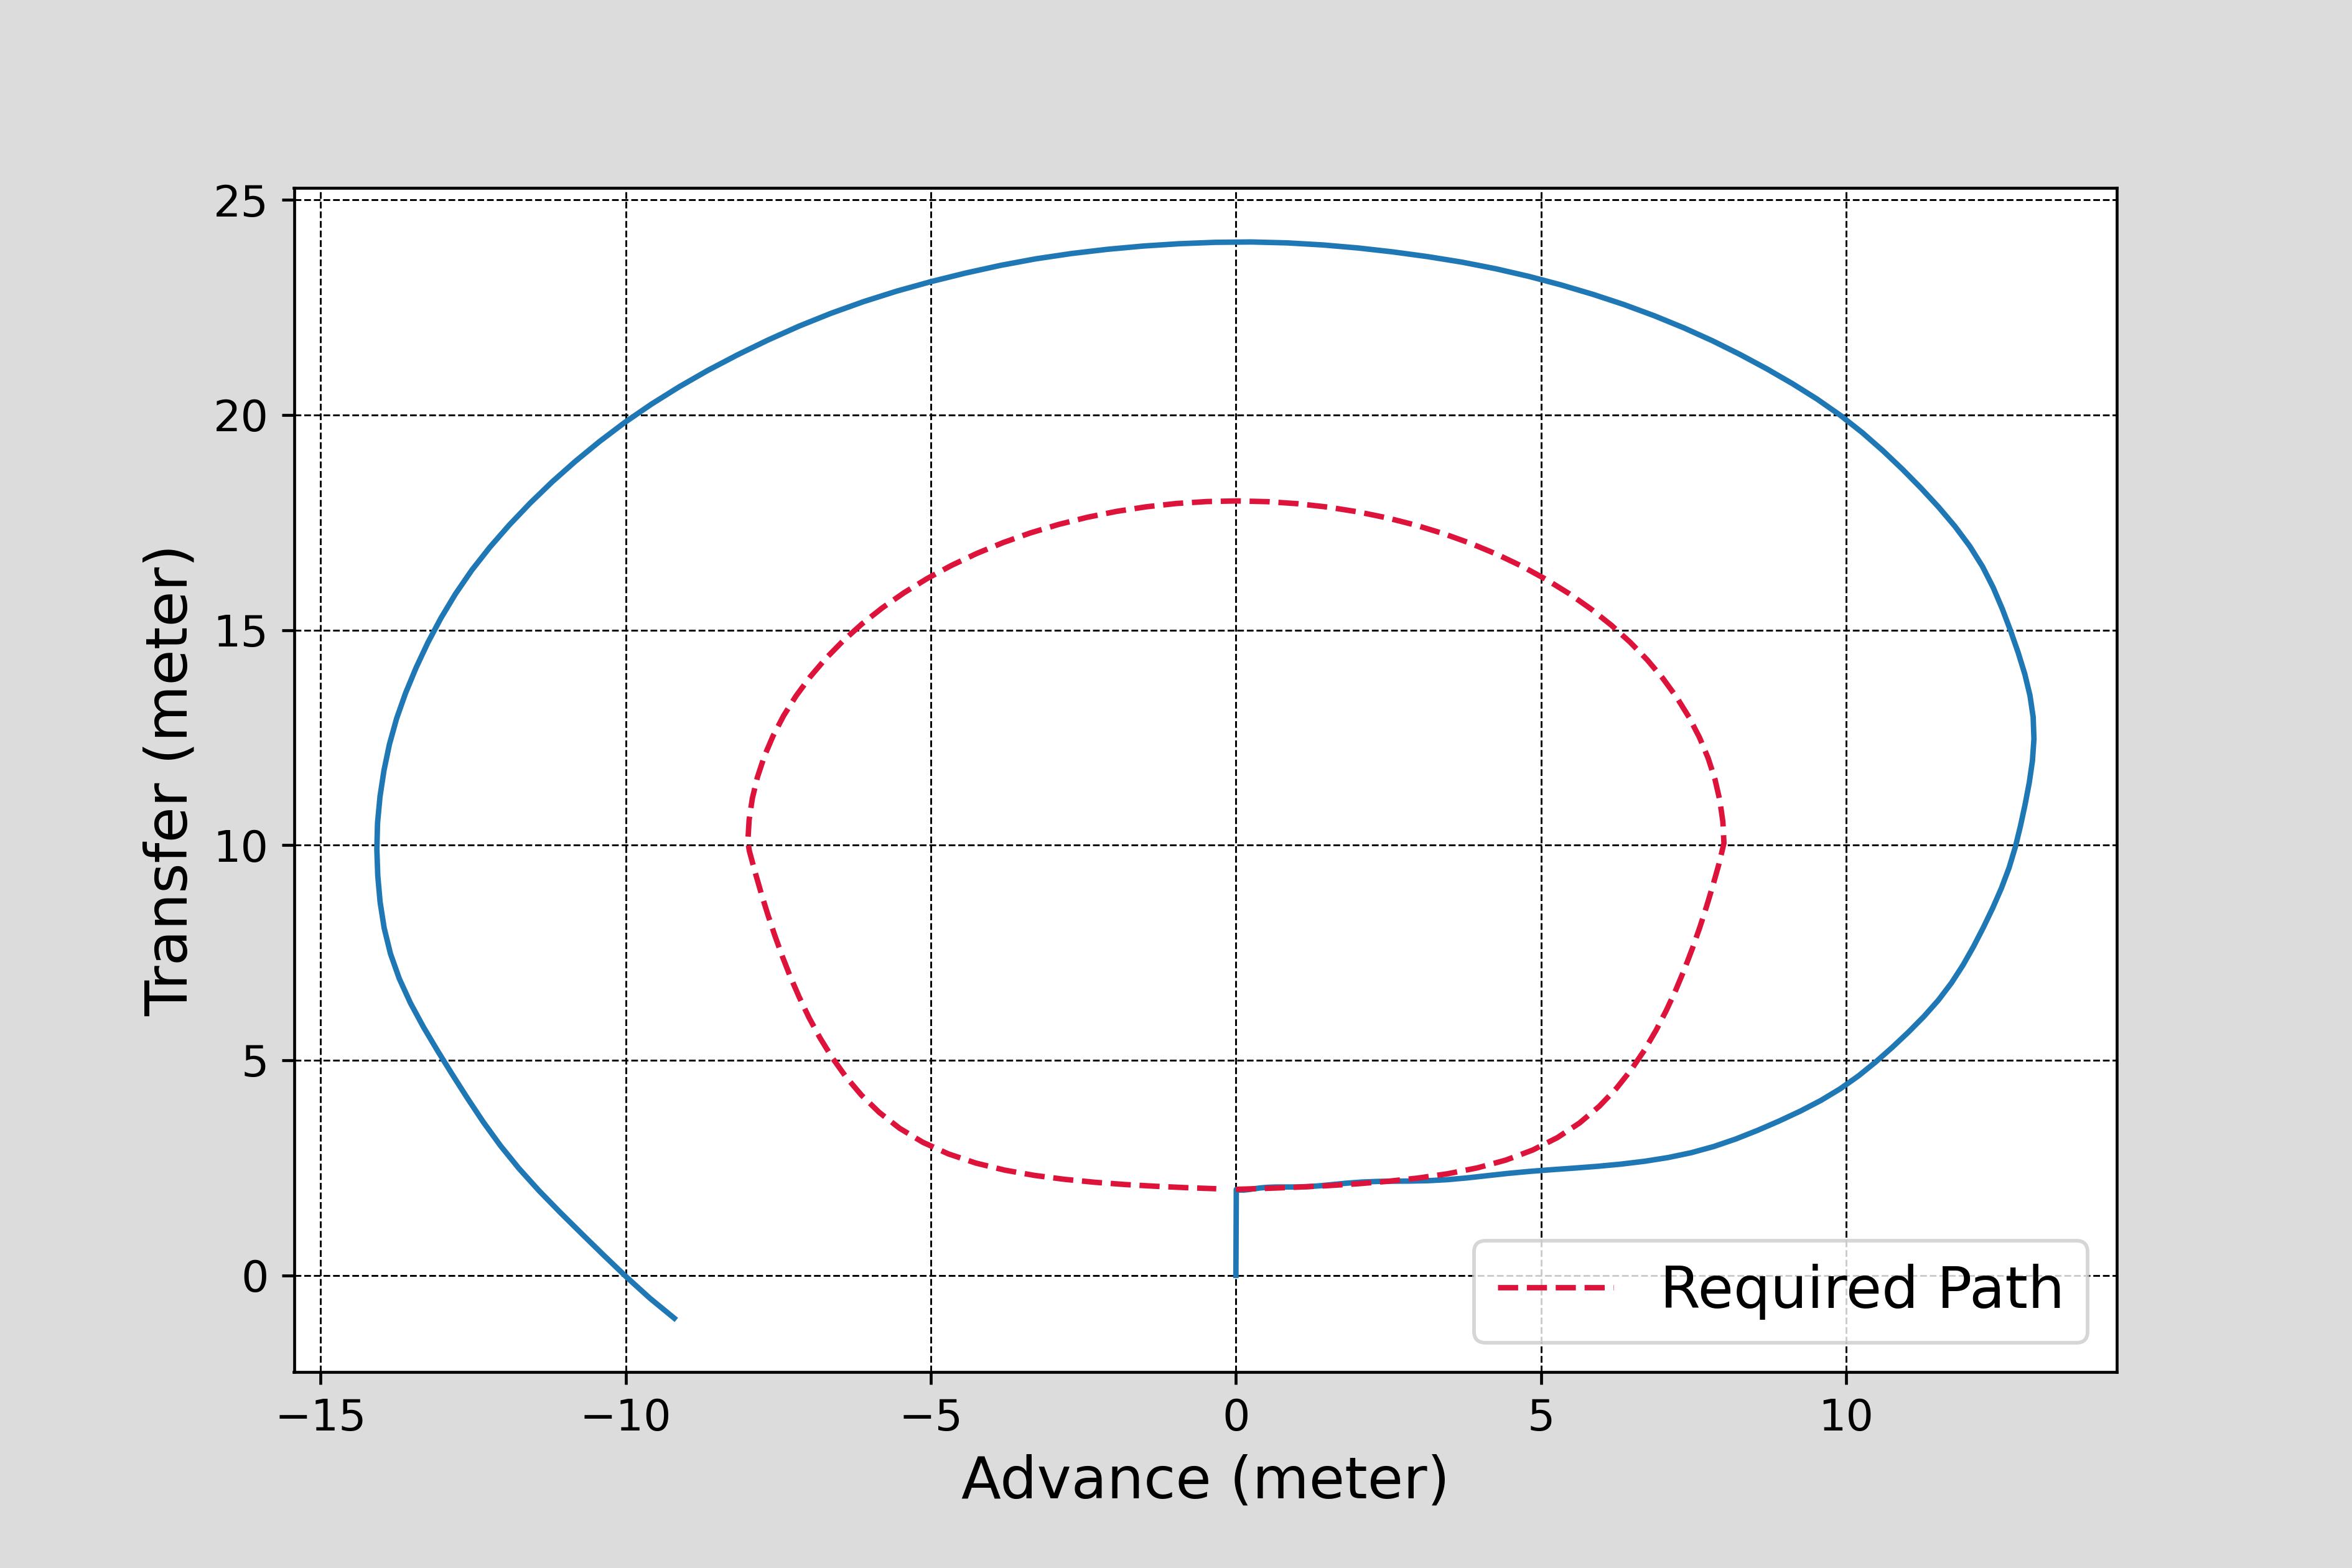 25
20
15
10
5
0
Transfer (meter)
Required Path
−15 −10 −5 0 5 10
Advance (meter)